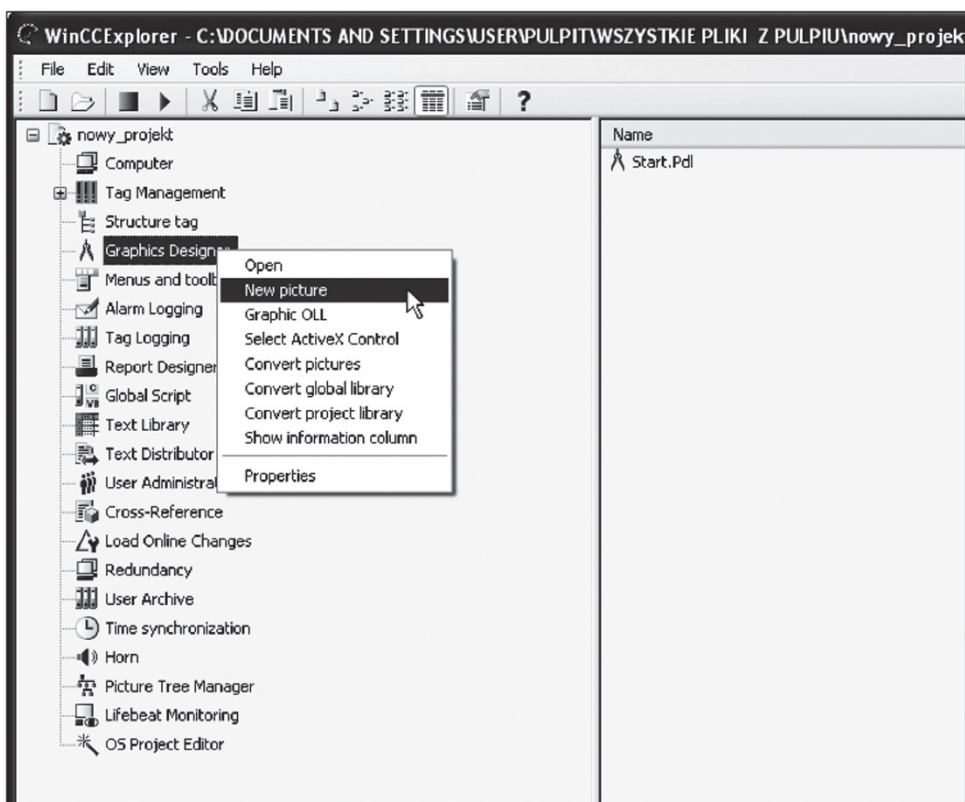 WinCCExplorer - C:\DOCUMENTS AND SETTINGS\USER\PULPIT\WSZYSTKIE PLIKI Z PULPIU\nowy_projek
File Edit View Tools Help
nowy_projekt
Computer
Tag Management
Structure tag
Graphics Designer
Menus and toolb
Alarm Logging
Tag Logging
Report Designer
Global Script
Text Library
Text Distributor
User Administra
Cross-Reference
Load Online Changes
Redundancy
User Archive
Time synchronization
Horn
Picture Tree Manager
Lifebeat Monitoring
OS Project Editor
Open
New picture
Graphic OLL
Select ActiveX Control
Convert pictures
Convert global library
Convert project library
Show information column
Properties
Name
Start.Pdl